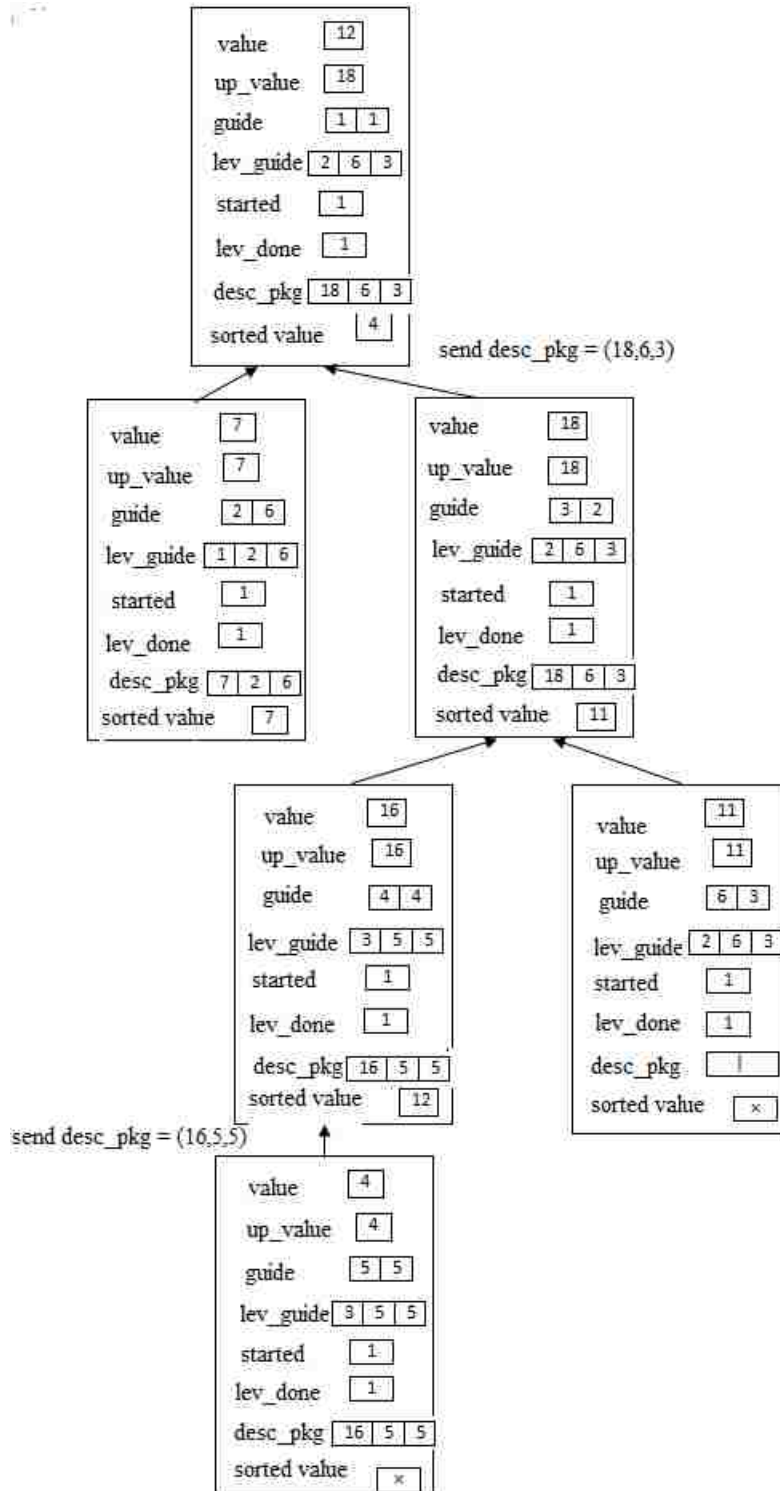 value 12
up_value 18
guide 1 1
lev_guide 2 6 3
started 1
lev_done 1
desc_pkg 18 6 3
sorted value 4
send desc_pkg = (18,6,3)
value 7
up_value 7
guide 2 6
lev_guide 1 2 6
started 1
lev_done 1
desc_pkg 7 2 6
sorted value 7
value 18
up_value 18
guide 3 2
lev_guide 2 6 3
started 1
lev_done 1
desc_pkg 18 6 3
sorted value 11
value 16
up_value 16
guide 4 4
lev_guide 3 5 5
started 1
lev_done 1
desc_pkg 16 5 5
sorted value 12
value 11
up_value 11
guide 6 3
lev_guide 2 6 3
started 1
lev_done 1
desc_pkg
sorted value ×
send desc_pkg = (16,5,5)
value 4
up_value 4
guide 5 5
lev_guide 3 5 5
started 1
lev_done 1
desc_pkg 16 5 5
sorted value ×